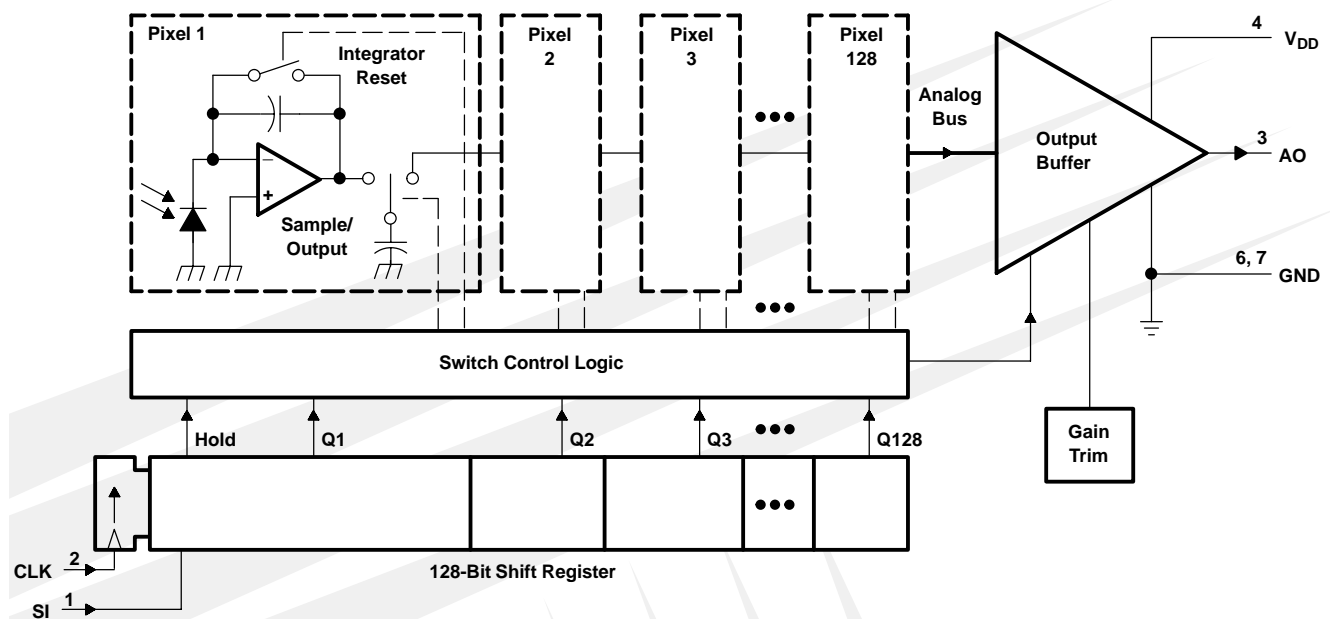 Pixel 1
Integrator
Reset
−
+
Sample/
Output
Pixel
2
Pixel
3
Pixel
128
Analog
Bus
Output
Buffer
4
VDD
3
AO
6, 7
GND
Switch Control Logic
Hold
Q1
Q2
Q3
Q128
Gain
Trim
CLK
2
SI
1
128-Bit Shift Register